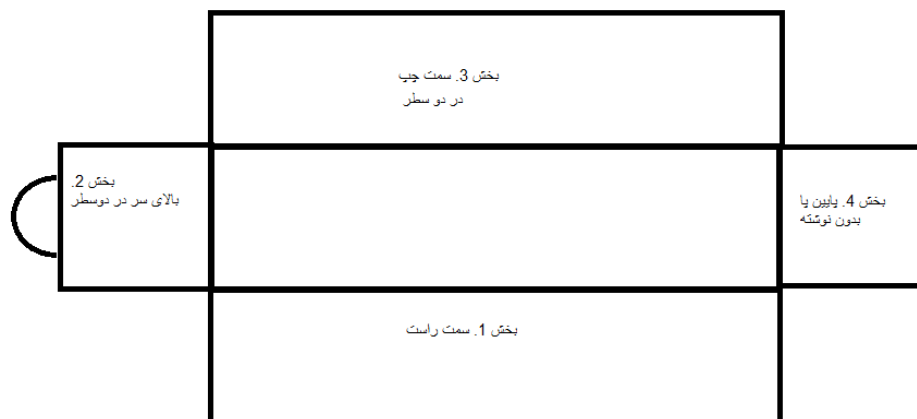 بخش 3. سمت چپ
در دو سطر
بخش 2.
بالای سر در دوسطر
بخش 4. پایین پا
بدون نوشته
بخش 1. سمت راست